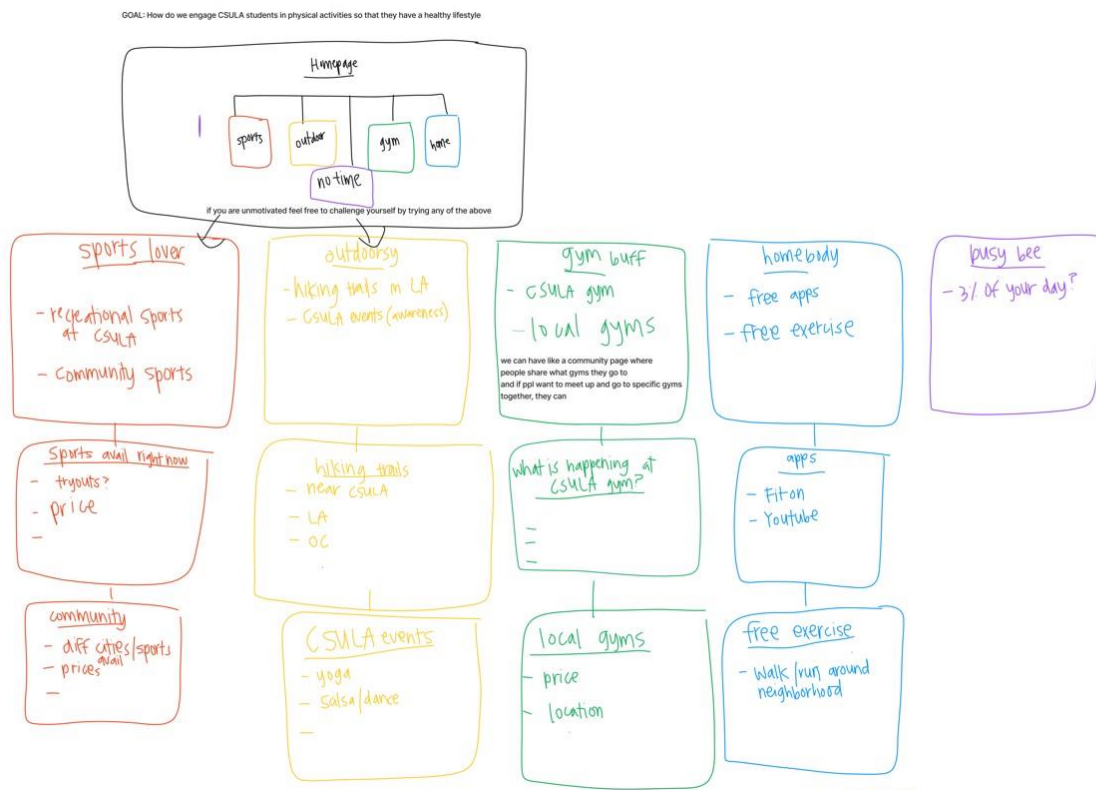 GOAL: How do we engage CSULA students in physical activities so that they have a healthy lifestyle
Homepage
sports
outdoor
gym
home
no time
if you are unmotivated feel free to challenge yourself by trying any of the above
sports lover
- recreational sports
at CSULA
- community sports
sports avail right now
- tryouts?
- price
-
community
- diff cities/sports
avail
- prices
-
outdoorsy
- hiking trails in LA
- CSULA events (awareness)
hiking trails
- near CSULA
- LA
- OC
CSULA events
- yoga
- salsa/dance
-
gym buff
- CSULA gym
- local gyms
we can have like a community page where
people share what gyms they go to
and if ppl want to meet up and go to specific gyms
together, they can
what is happening at
CSULA gym?
-
-
-
local gyms
- price
- location
homebody
- free apps
- free exercise
apps
- Fiton
- Youtube
free exercise
- walk/run around
neighborhood
busy bee
- 3% of your day?